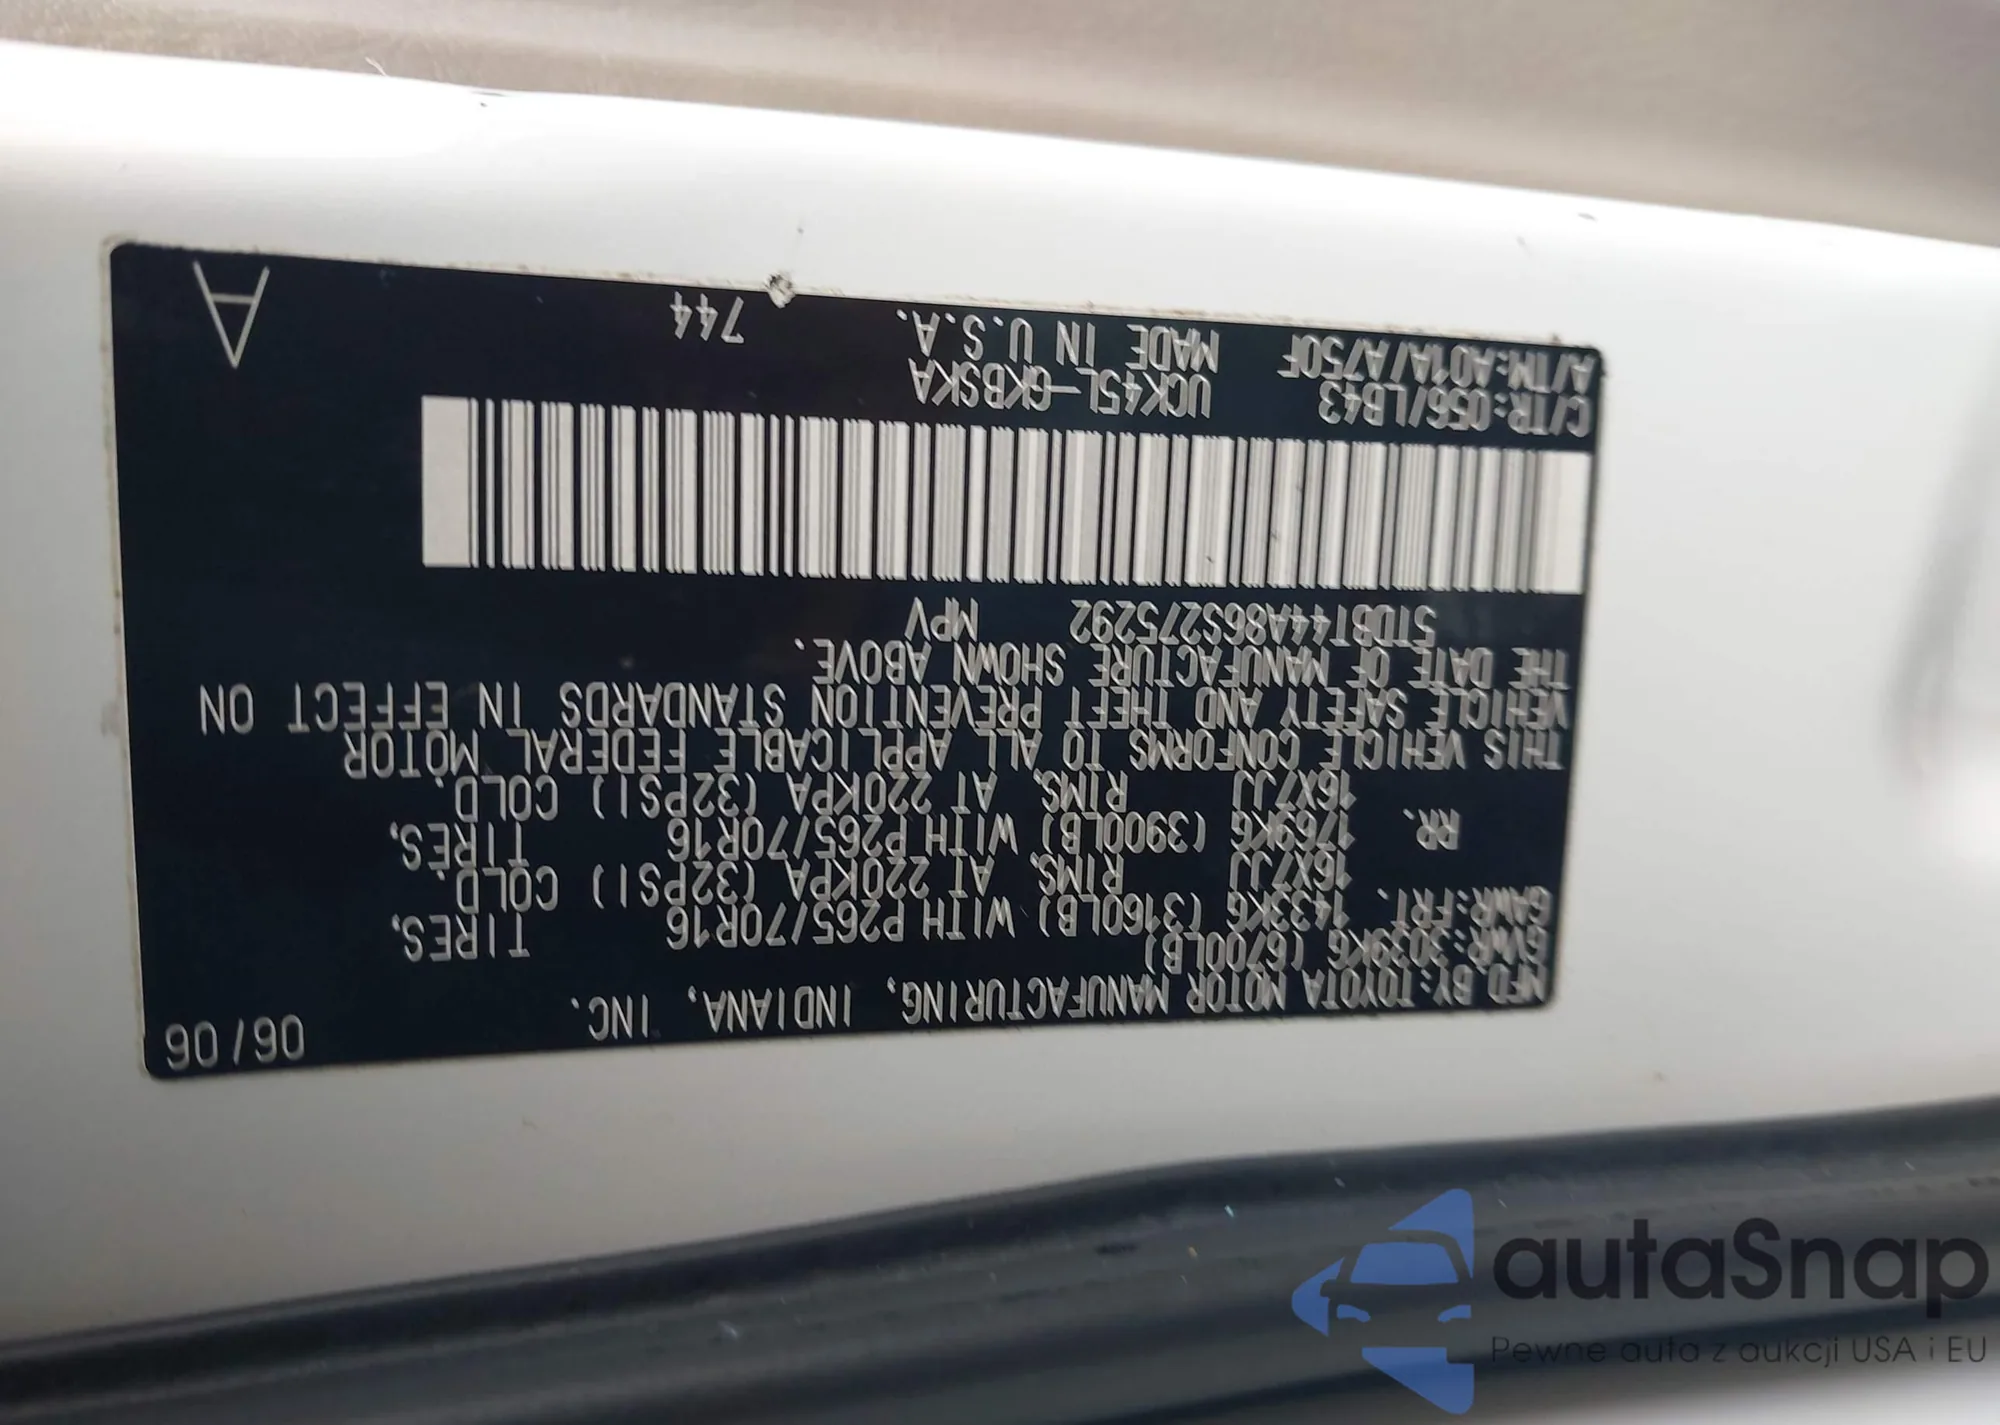 MFD. BY: TOYOTA MOTOR MANUFACTURING, INDIANA, INC. 06/06
GVWR: 3039KG (6700LB)
GAWR: FRT. 1433KG (3160LB) WITH P265/70R16 TIRES,
16X7JJ RIMS, AT 220KPA (32PSI) COLD.
RR. 1769KG (3900LB) WITH P265/70R16 TIRES,
16X7JJ RIMS, AT 220KPA (32PSI) COLD.
THIS VEHICLE CONFORMS TO ALL APPLICABLE FEDERAL MOTOR
VEHICLE SAFETY AND THEFT PREVENTION STANDARDS IN EFFECT ON
THE DATE OF MANUFACTURE SHOWN ABOVE.
5TDBT44A86S275292 MPV
C/TR: 056/LB43 UCK45L-GKBSKA
A/TM: A01A/A750F MADE IN U.S.A. 744
A
autaSnap
Pewne auta z aukcji USA i EU